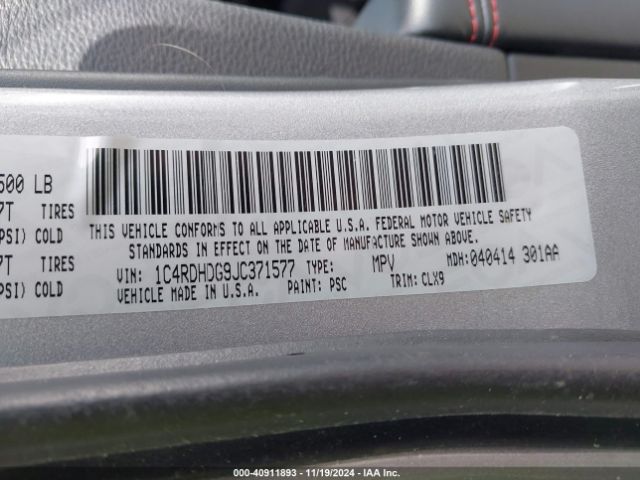 500 LB
7T TIRES
PSI) COLD
7T TIRES
PSI) COLD
THIS VEHICLE CONFORMS TO ALL APPLICABLE U.S.A. FEDERAL MOTOR VEHICLE SAFETY
STANDARDS IN EFFECT ON THE DATE OF MANUFACTURE SHOWN ABOVE.
VIN: 1C4RDHDG9JC371577 TYPE: MPV MDH:040414 301AA
VEHICLE MADE IN U.S.A. PAINT: PSC TRIM: CLX9
000-40911893 / 11/19/2024 - IAA Inc.